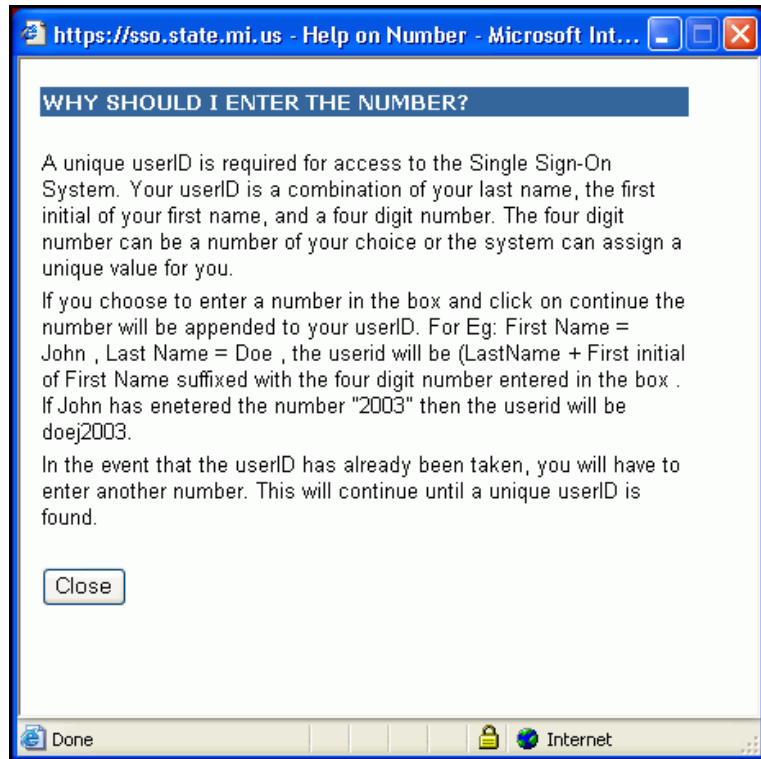 https://sso.state.mi.us - Help on Number - Microsoft Int...
WHY SHOULD I ENTER THE NUMBER?
A unique userID is required for access to the Single Sign-On
System. Your userID is a combination of your last name, the first
initial of your first name, and a four digit number. The four digit
number can be a number of your choice or the system can assign a
unique value for you.
If you choose to enter a number in the box and click on continue the
number will be appended to your userID. For Eg: First Name =
John , Last Name = Doe , the userid will be (LastName + First initial
of First Name suffixed with the four digit number entered in the box .
If John has enetered the number "2003" then the userid will be
doej2003.
In the event that the userID has already been taken, you will have to
enter another number. This will continue until a unique userID is
found.
Close
Done Internet